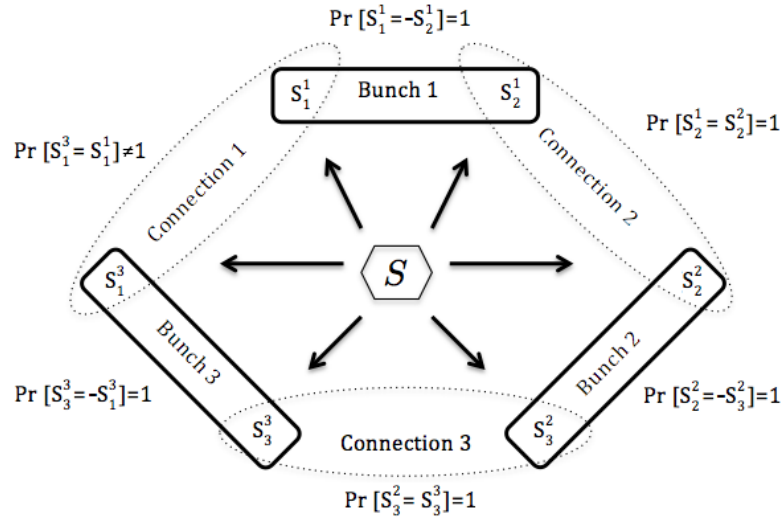 Pr [S₁¹=-S₂¹]=1
S₁¹ Bunch 1 S₂¹
Pr [S₁³= S₁¹]≠1
Connection 1
Connection 2
Pr [S₂¹= S₂²]=1
S
S₁³
S₂²
Bunch 3
Bunch 2
Pr [S₃³=-S₁³]=1
Pr [S₂²=-S₃²]=1
S₃³
Connection 3
S₃²
Pr [S₃²= S₃³]=1